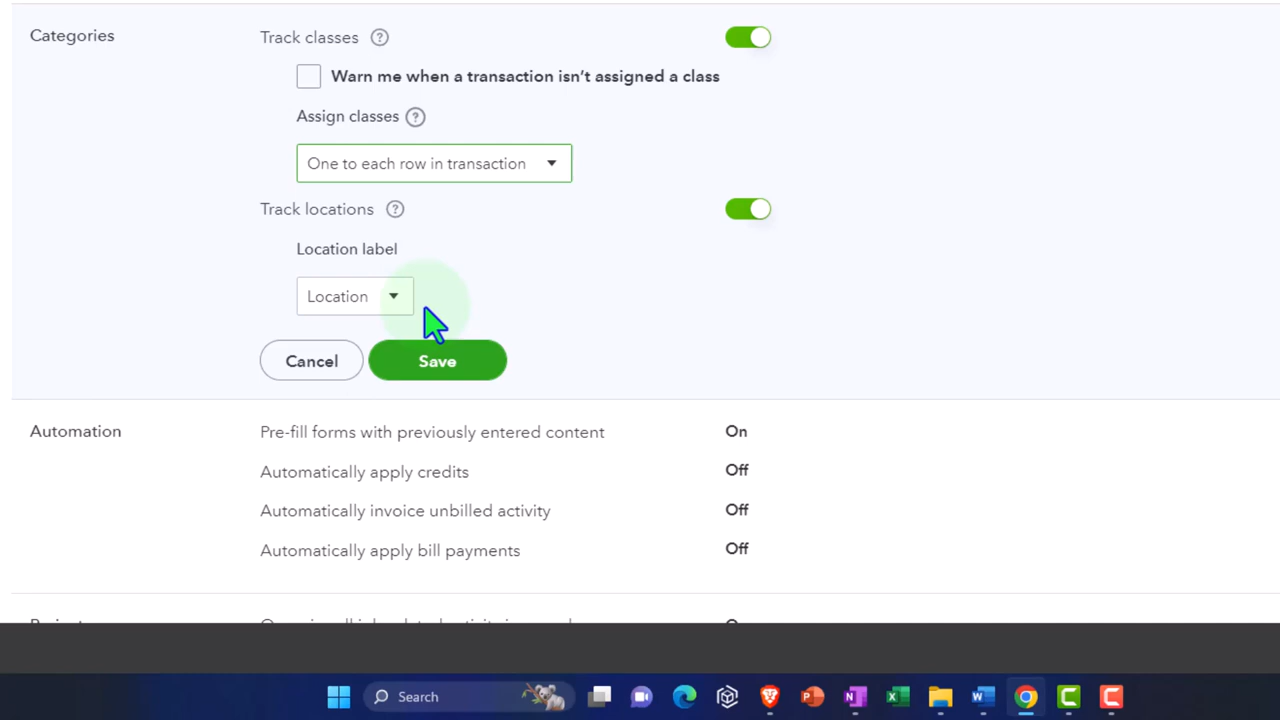 Categories
Track classes ?
Warn me when a transaction isn't assigned a class
Assign classes ?
One to each row in transaction
Track locations ?
Location label
Location
Cancel
Save
Automation
Pre-fill forms with previously entered content On
Automatically apply credits Off
Automatically invoice unbilled activity Off
Automatically apply bill payments Off
Search